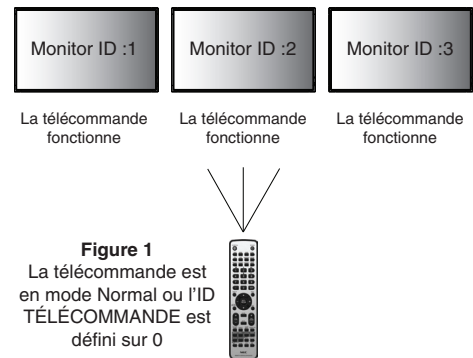 Monitor ID :1
Monitor ID :2
Monitor ID :3
La télécommande
fonctionne
La télécommande
fonctionne
La télécommande
fonctionne
Figure 1
La télécommande est
en mode Normal ou l’ID
TÉLÉCOMMANDE est
défini sur 0